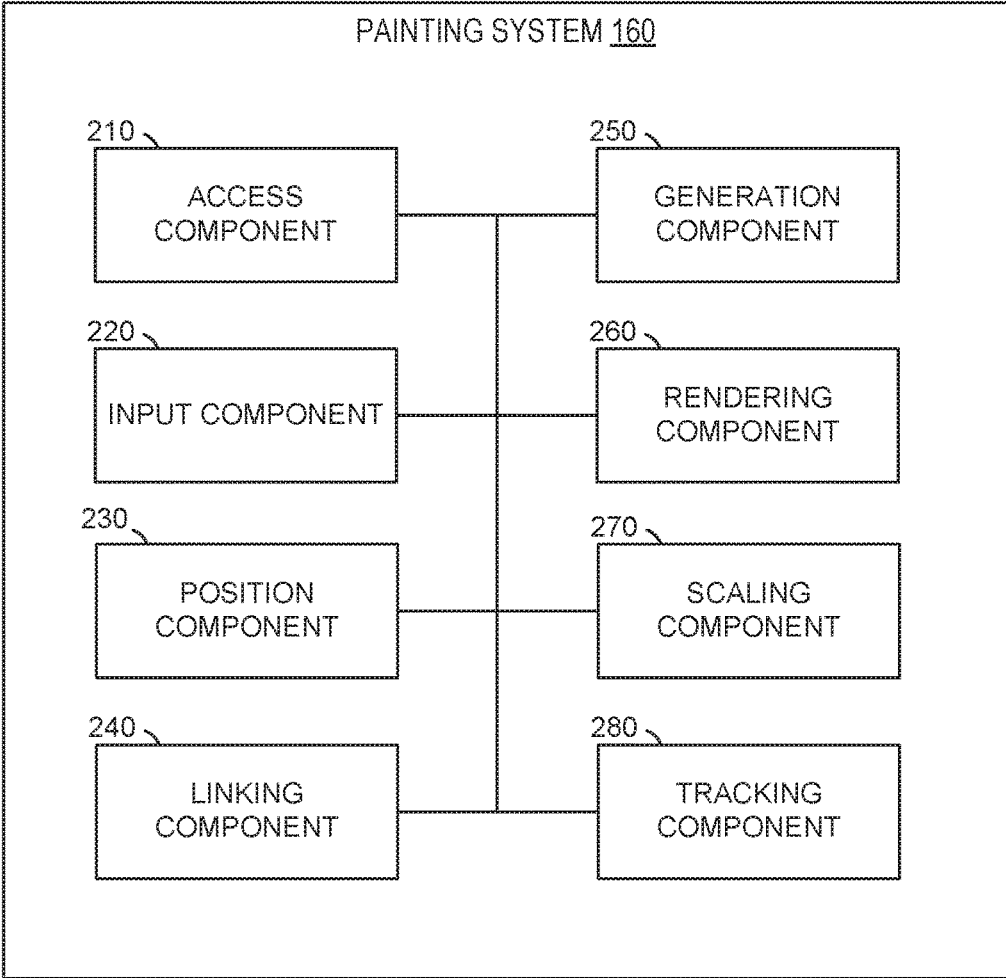 PAINTING SYSTEM 160
210
ACCESS
COMPONENT
250
GENERATION
COMPONENT
220
INPUT COMPONENT
260
RENDERING
COMPONENT
230
POSITION
COMPONENT
270
SCALING
COMPONENT
240
LINKING
COMPONENT
280
TRACKING
COMPONENT